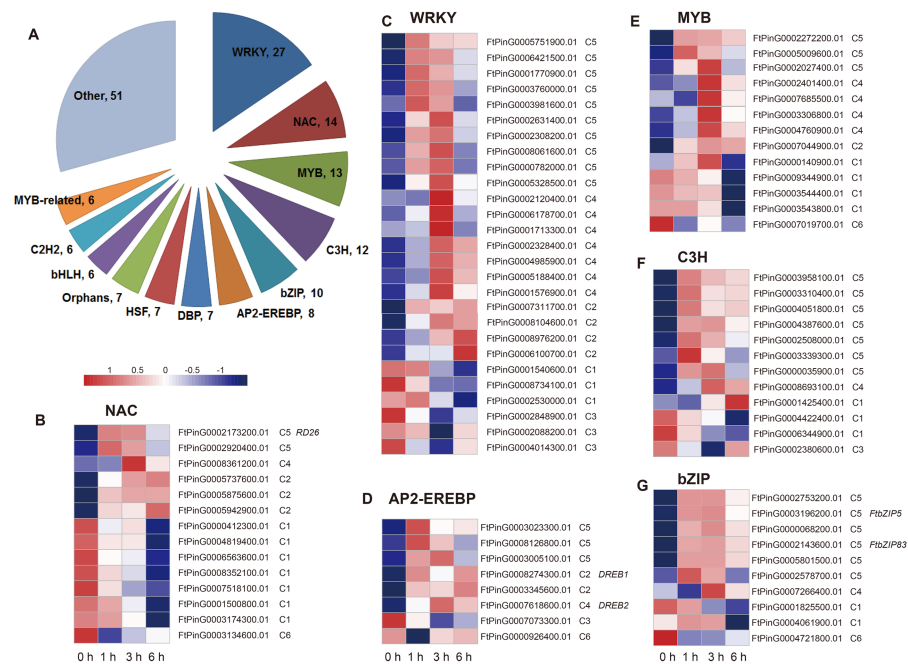 A
WRKY, 27
NAC, 14
MYB, 13
C3H, 12
bZIP, 10
AP2-EREBP, 8
DBP, 7
HSF, 7
Orphans, 7
bHLH, 6
C2H2, 6
MYB-related, 6
Other, 51
1 0.5 0 -0.5 -1
B NAC
FtPinG0002173200.01 C5 RD26
FtPinG0002920400.01 C5
FtPinG0008361200.01 C4
FtPinG0005737600.01 C2
FtPinG0005875600.01 C2
FtPinG0005942900.01 C2
FtPinG0000412300.01 C1
FtPinG0004819400.01 C1
FtPinG0006563600.01 C1
FtPinG0008352100.01 C1
FtPinG0007518100.01 C1
FtPinG0001500800.01 C1
FtPinG0003174300.01 C1
FtPinG0003134600.01 C6
0 h 1 h 3 h 6 h
C WRKY
FtPinG0005751900.01 C5
FtPinG0006421500.01 C5
FtPinG0001770900.01 C5
FtPinG0003760000.01 C5
FtPinG0003981600.01 C5
FtPinG0002631400.01 C5
FtPinG0002308200.01 C5
FtPinG0008061600.01 C5
FtPinG0000782000.01 C5
FtPinG0005328500.01 C5
FtPinG0002120400.01 C4
FtPinG0006178700.01 C4
FtPinG0001713300.01 C4
FtPinG0002328400.01 C4
FtPinG0004985900.01 C4
FtPinG0005188400.01 C4
FtPinG0001576900.01 C4
FtPinG0007311700.01 C2
FtPinG0008104600.01 C2
FtPinG0008976200.01 C2
FtPinG0006100700.01 C2
FtPinG0001540600.01 C1
FtPinG0008734100.01 C1
FtPinG0002530000.01 C1
FtPinG0002848900.01 C3
FtPinG0002088200.01 C3
FtPinG0004014300.01 C3
D AP2-EREBP
FtPinG0003023300.01 C5
FtPinG0008126800.01 C5
FtPinG0003005100.01 C5
FtPinG0008274300.01 C2 DREB1
FtPinG0003345600.01 C2
FtPinG0007618600.01 C4 DREB2
FtPinG0007073300.01 C3
FtPinG0000926400.01 C6
0 h 1 h 3 h 6 h
E MYB
FtPinG0002272200.01 C5
FtPinG0005009600.01 C5
FtPinG0002027400.01 C5
FtPinG0002401400.01 C4
FtPinG0007685500.01 C4
FtPinG0003306800.01 C4
FtPinG0004760900.01 C4
FtPinG0007044900.01 C2
FtPinG0000140900.01 C1
FtPinG0009344900.01 C1
FtPinG0003544400.01 C1
FtPinG0003543800.01 C1
FtPinG0007019700.01 C6
F C3H
FtPinG0003958100.01 C5
FtPinG0003310400.01 C5
FtPinG0004051800.01 C5
FtPinG0004387600.01 C5
FtPinG0002508000.01 C5
FtPinG0003339300.01 C5
FtPinG0000035900.01 C5
FtPinG0008693100.01 C4
FtPinG0001425400.01 C1
FtPinG0004422400.01 C1
FtPinG0006344900.01 C1
FtPinG0002380600.01 C3
G bZIP
FtPinG0002753200.01 C5
FtPinG0003196200.01 C5 FtbZIP5
FtPinG0000068200.01 C5
FtPinG0002143600.01 C5 FtbZIP83
FtPinG0005801500.01 C5
FtPinG0002578700.01 C5
FtPinG0007266400.01 C4
FtPinG0001825500.01 C1
FtPinG0004061900.01 C1
FtPinG0004721800.01 C6
0 h 1 h 3 h 6 h